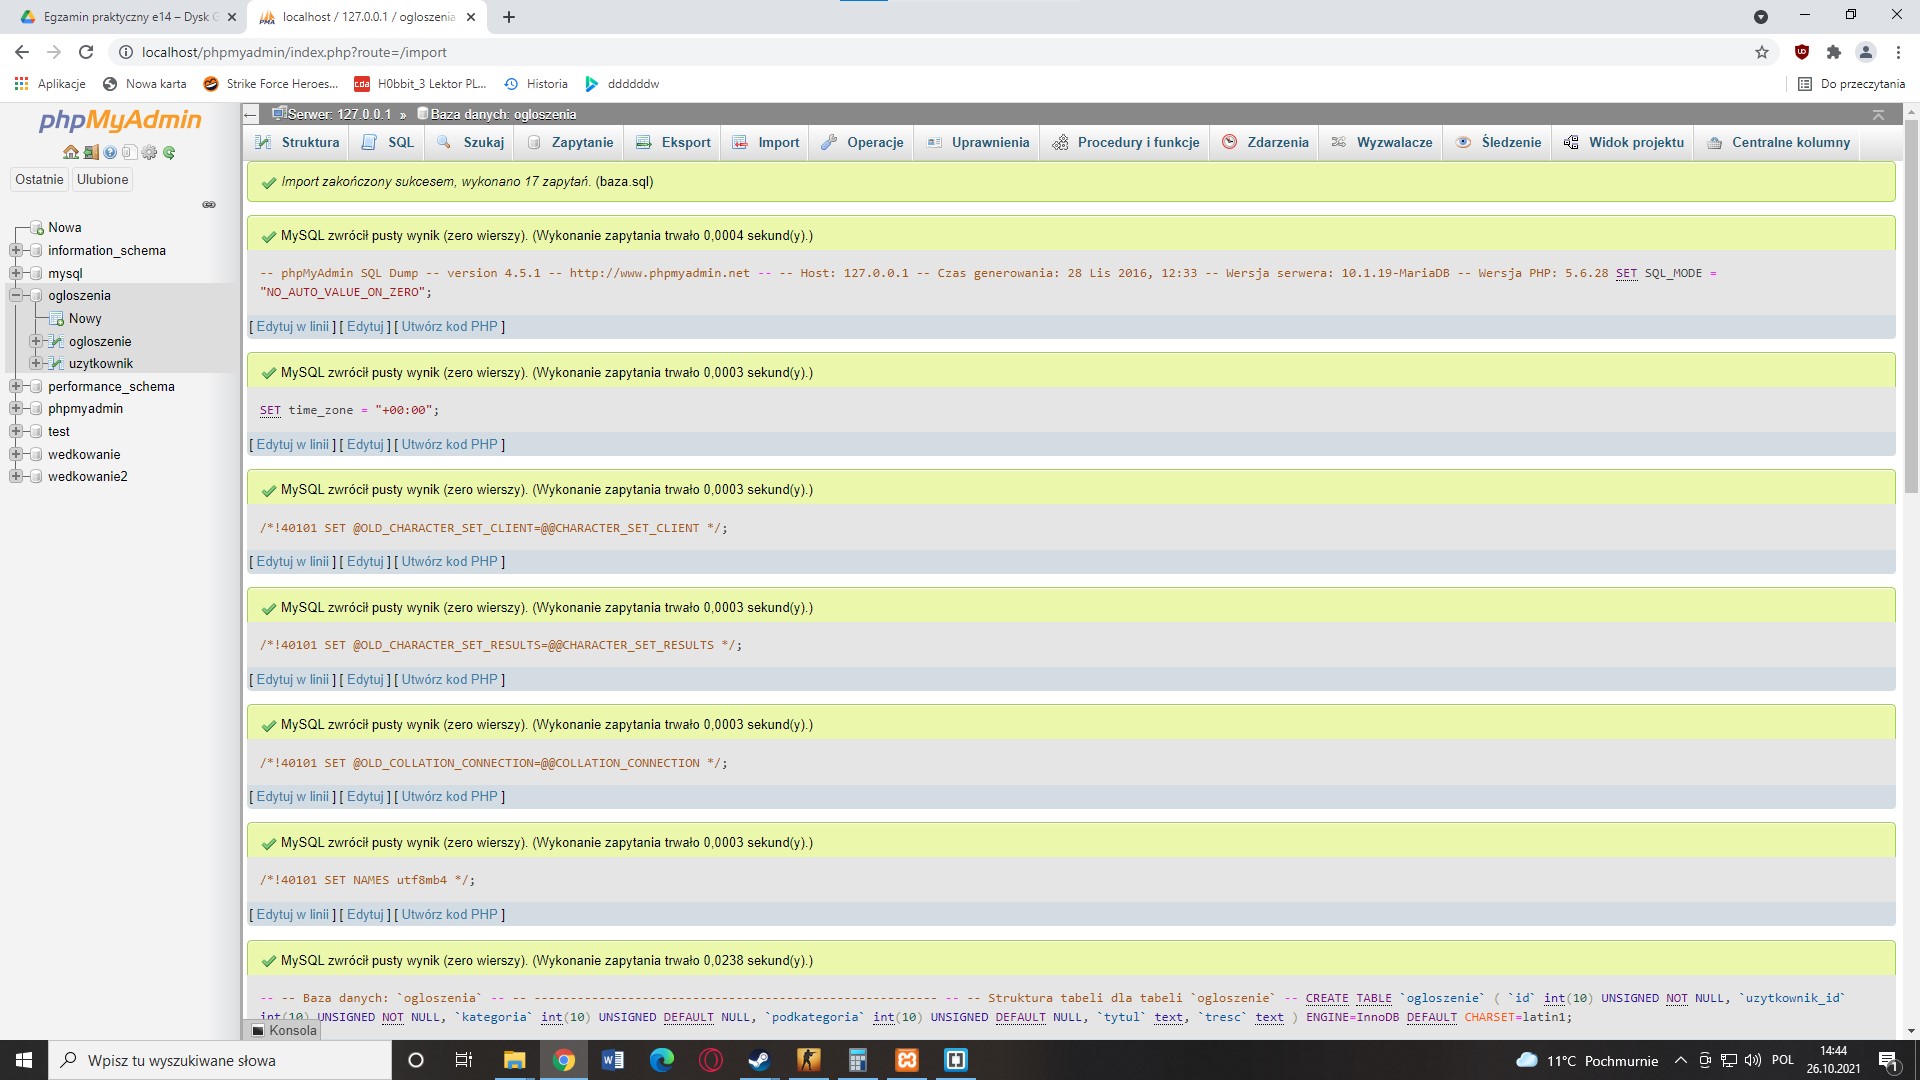 Egzamin praktyczny e14 – Dysk G
localhost / 127.0.0.1 / ogloszenia
localhost/phpmyadmin/index.php?route=/import
Aplikacje
Nowa karta
Strike Force Heroes...
H0bbit_3 Lektor PL...
Historia
ddddddw
Do przeczytania
phpMyAdmin
Ostatnie
Ulubione
Nowa
information_schema
mysql
ogloszenia
Nowy
ogloszenie
uzytkownik
performance_schema
phpmyadmin
test
wedkowanie
wedkowanie2
Serwer: 127.0.0.1 » Baza danych: ogloszenia
Struktura SQL Szukaj Zapytanie Eksport Import Operacje Uprawnienia Procedury i funkcje Zdarzenia Wyzwalacze Śledzenie Widok projektu Centralne kolumny
Import zakończony sukcesem, wykonano 17 zapytań. (baza.sql)
MySQL zwrócił pusty wynik (zero wierszy). (Wykonanie zapytania trwało 0,0004 sekund(y).)
-- phpMyAdmin SQL Dump -- version 4.5.1 -- http://www.phpmyadmin.net -- -- Host: 127.0.0.1 -- Czas generowania: 28 Lis 2016, 12:33 -- Wersja serwera: 10.1.19-MariaDB -- Wersja PHP: 5.6.28 SET SQL_MODE =
"NO_AUTO_VALUE_ON_ZERO";
[ Edytuj w linii ] [ Edytuj ] [ Utwórz kod PHP ]
MySQL zwrócił pusty wynik (zero wierszy). (Wykonanie zapytania trwało 0,0003 sekund(y).)
SET time_zone = "+00:00";
[ Edytuj w linii ] [ Edytuj ] [ Utwórz kod PHP ]
MySQL zwrócił pusty wynik (zero wierszy). (Wykonanie zapytania trwało 0,0003 sekund(y).)
/*!40101 SET @OLD_CHARACTER_SET_CLIENT=@@CHARACTER_SET_CLIENT */;
[ Edytuj w linii ] [ Edytuj ] [ Utwórz kod PHP ]
MySQL zwrócił pusty wynik (zero wierszy). (Wykonanie zapytania trwało 0,0003 sekund(y).)
/*!40101 SET @OLD_CHARACTER_SET_RESULTS=@@CHARACTER_SET_RESULTS */;
[ Edytuj w linii ] [ Edytuj ] [ Utwórz kod PHP ]
MySQL zwrócił pusty wynik (zero wierszy). (Wykonanie zapytania trwało 0,0003 sekund(y).)
/*!40101 SET @OLD_COLLATION_CONNECTION=@@COLLATION_CONNECTION */;
[ Edytuj w linii ] [ Edytuj ] [ Utwórz kod PHP ]
MySQL zwrócił pusty wynik (zero wierszy). (Wykonanie zapytania trwało 0,0003 sekund(y).)
/*!40101 SET NAMES utf8mb4 */;
[ Edytuj w linii ] [ Edytuj ] [ Utwórz kod PHP ]
MySQL zwrócił pusty wynik (zero wierszy). (Wykonanie zapytania trwało 0,0238 sekund(y).)
-- -- Baza danych: `ogloszenia` -- -- -------------------------------------------------------- -- -- Struktura tabeli dla tabeli `ogloszenie` -- CREATE TABLE `ogloszenie` ( `id` int(10) UNSIGNED NOT NULL, `uzytkownik_id`
int(10) UNSIGNED NOT NULL, `kategoria` int(10) UNSIGNED DEFAULT NULL, `podkategoria` int(10) UNSIGNED DEFAULT NULL, `tytul` text, `tresc` text ) ENGINE=InnoDB DEFAULT CHARSET=latin1;
Konsola
Wpisz tu wyszukiwane słowa
11°C Pochmurnie
POL
14:44
26.10.2021
1